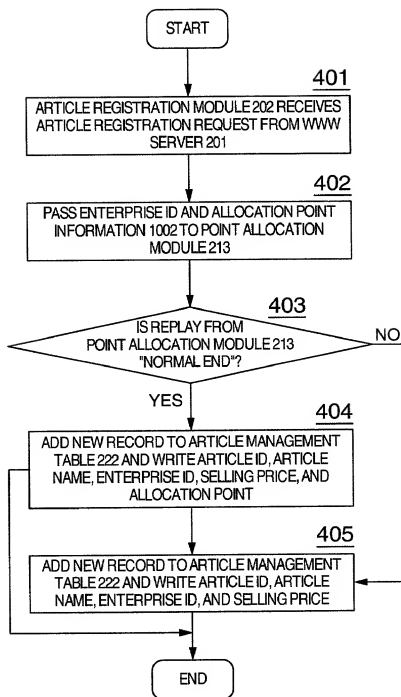 START
401
ARTICLE REGISTRATION MODULE 202 RECEIVES
ARTICLE REGISTRATION REQUEST FROM WWW
SERVER 201
402
PASS ENTERPRISE ID AND ALLOCATION POINT
INFORMATION 1002 TO POINT ALLOCATION
MODULE 213
403
IS REPLAY FROM
POINT ALLOCATION MODULE 213
"NORMAL END"?
NO
YES
404
ADD NEW RECORD TO ARTICLE MANAGEMENT
TABLE 222 AND WRITE ARTICLE ID, ARTICLE
NAME, ENTERPRISE ID, SELLING PRICE, AND
ALLOCATION POINT
405
ADD NEW RECORD TO ARTICLE MANAGEMENT
TABLE 222 AND WRITE ARTICLE ID, ARTICLE
NAME, ENTERPRISE ID, AND SELLING PRICE
END